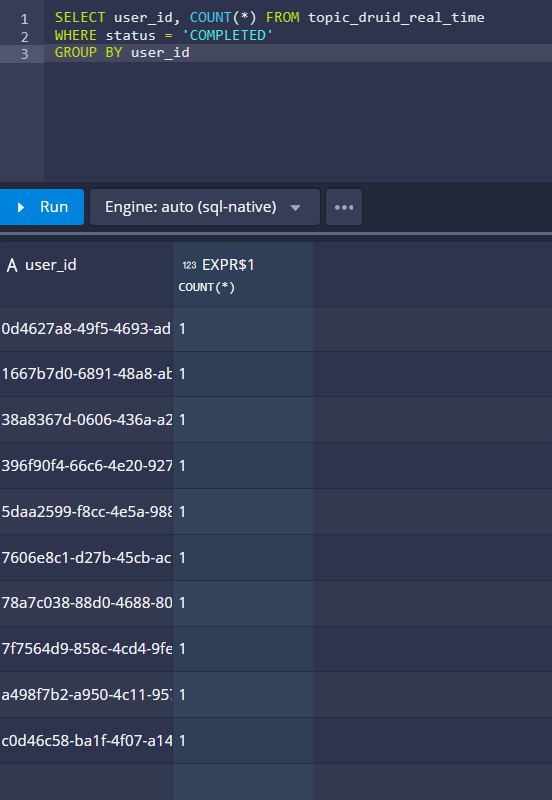 1 SELECT user_id, COUNT(*) FROM topic_druid_real_time
2 WHERE status = 'COMPLETED'
3 GROUP BY user_id
Run Engine: auto (sql-native)
A user_id 123 EXPR$1
COUNT(*)
0d4627a8-49f5-4693-ad 1
1667b7d0-6891-48a8-ab 1
38a8367d-0606-436a-a2 1
396f90f4-66c6-4e20-927 1
5daa2599-f8cc-4e5a-988 1
7606e8c1-d27b-45cb-ac 1
78a7c038-88d0-4688-80 1
7f7564d9-858c-4cd4-9fe 1
a498f7b2-a950-4c11-957 1
c0d46c58-ba1f-4f07-a14 1